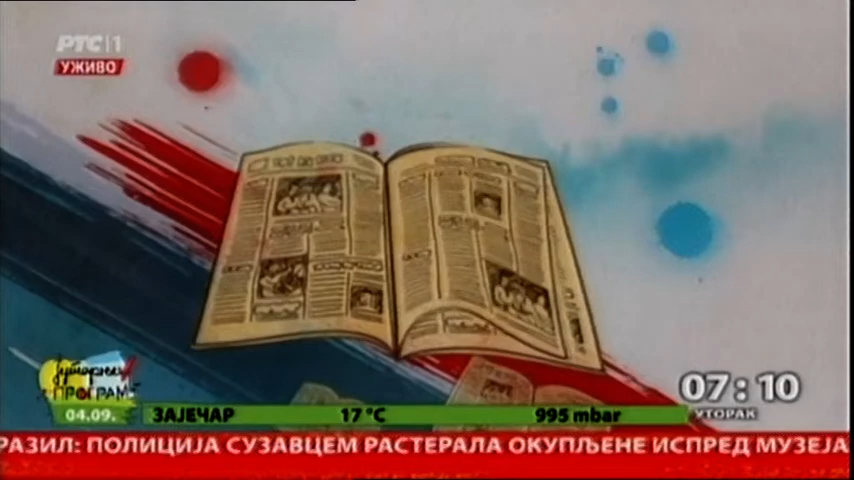 РТС|1
УЖИВО
Јутарњи
ПРОГРАМ
04.09.
ЗАЈЕЧАР 17 °C 995 mbar
07:10
УТОРАК
РАЗИЛ: ПОЛИЦИЈА СУЗАВЦЕМ РАСТЕРАЛА ОКУПЉЕНЕ ИСПРЕД МУЗЕЈА